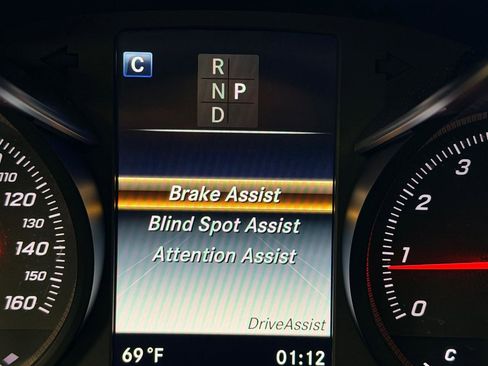 C
R
N P
D
Brake Assist
Blind Spot Assist
Attention Assist
DriveAssist
69 °F 01:12
110
120
130
140
150
160
3
2
1
0
C